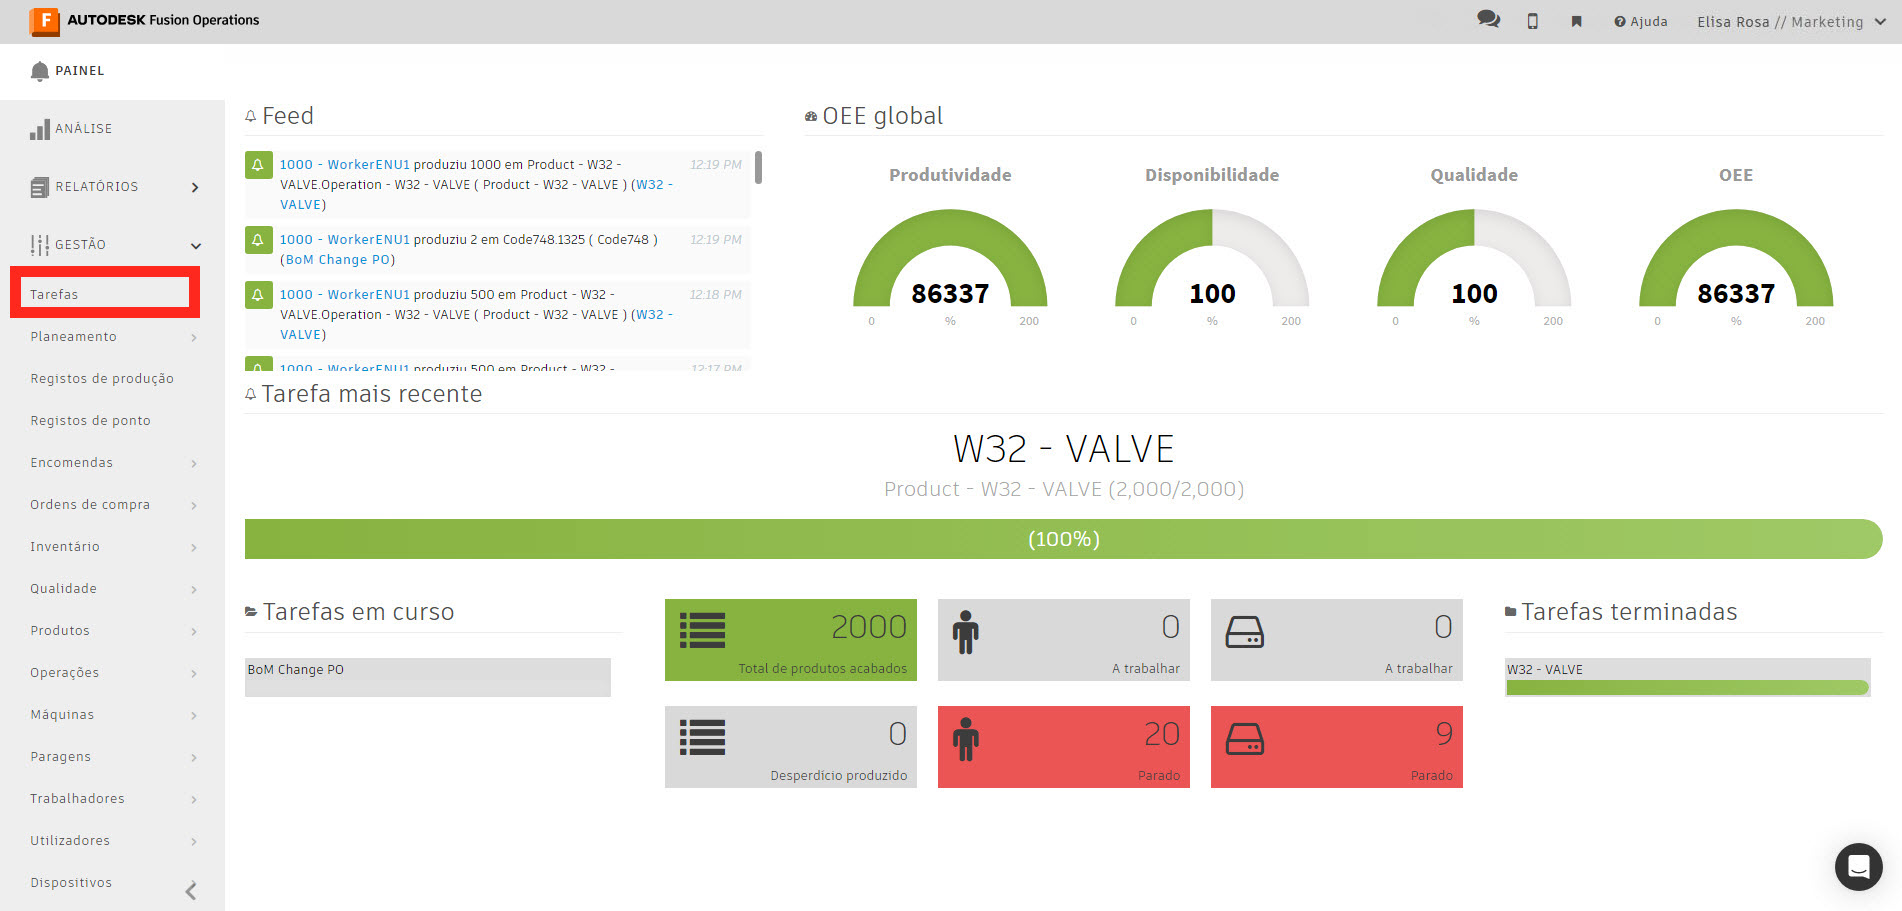 AUTODESK Fusion Operations
Ajuda
Elisa Rosa // Marketing
PAINEL
ANÁLISE
RELATÓRIOS
GESTÃO
Tarefas
Planeamento
Registos de produção
Registos de ponto
Encomendas
Ordens de compra
Inventário
Qualidade
Produtos
Operações
Máquinas
Paragens
Trabalhadores
Utilizadores
Dispositivos
Feed
1000 - WorkerENU1 produziu 1000 em Product - W32 - 12:19 PM
VALVE.Operation - W32 - VALVE ( Product - W32 - VALVE ) (W32 -
VALVE)
1000 - WorkerENU1 produziu 2 em Code748.1325 ( Code748 ) 12:19 PM
(BoM Change PO)
1000 - WorkerENU1 produziu 500 em Product - W32 - 12:18 PM
VALVE.Operation - W32 - VALVE ( Product - W32 - VALVE ) (W32 -
VALVE)
1000 - WorkerENU1 produziu 500 em Product - W32 - 12:17 PM
OEE global
Produtividade
86337
0 % 200
Disponibilidade
100
0 % 200
Qualidade
100
0 % 200
OEE
86337
0 % 200
Tarefa mais recente
W32 - VALVE
Product - W32 - VALVE (2,000/2,000)
(100%)
Tarefas em curso
BoM Change PO
2000
Total de produtos acabados
0
A trabalhar
0
A trabalhar
0
Desperdício produzido
20
Parado
9
Parado
Tarefas terminadas
W32 - VALVE